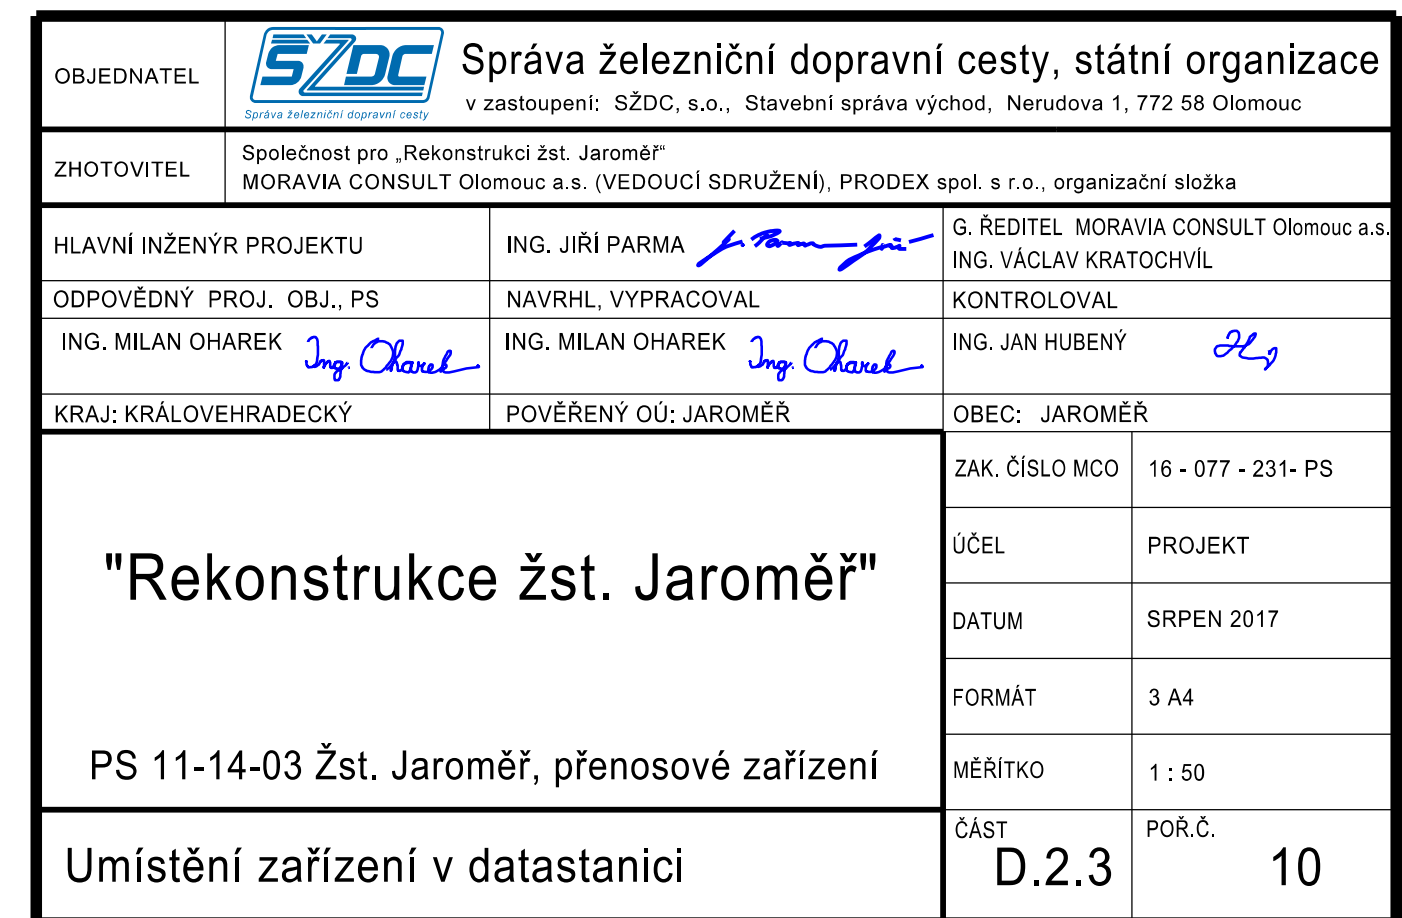 OBJEDNATEL
SŽDC
Správa železniční dopravní cesty
Správa železniční dopravní cesty, státní organizace
v zastoupení: SŽDC, s.o., Stavební správa východ, Nerudova 1, 772 58 Olomouc
ZHOTOVITEL
Společnost pro „Rekonstrukci žst. Jaroměř“
MORAVIA CONSULT Olomouc a.s. (VEDOUCÍ SDRUŽENÍ), PRODEX spol. s r.o., organizační složka
HLAVNÍ INŽENÝR PROJEKTU
ING. JIŘÍ PARMA
G. ŘEDITEL MORAVIA CONSULT Olomouc a.s.
ING. VÁCLAV KRATOCHVÍL
ODPOVĚDNÝ PROJ. OBJ., PS
NAVRHL, VYPRACOVAL
KONTROLOVAL
ING. MILAN OHAREK Ing. Oharek
ING. MILAN OHAREK Ing. Oharek
ING. JAN HUBENÝ
KRAJ: KRÁLOVEHRADECKÝ
POVĚŘENÝ OÚ: JAROMĚŘ
OBEC: JAROMĚŘ
"Rekonstrukce žst. Jaroměř"
PS 11-14-03 Žst. Jaroměř, přenosové zařízení
Umístění zařízení v datastanici
ZAK. ČÍSLO MCO 16 - 077 - 231- PS
ÚČEL PROJEKT
DATUM SRPEN 2017
FORMÁT 3 A4
MĚŘÍTKO 1 : 50
ČÁST D.2.3
POŘ.Č. 10